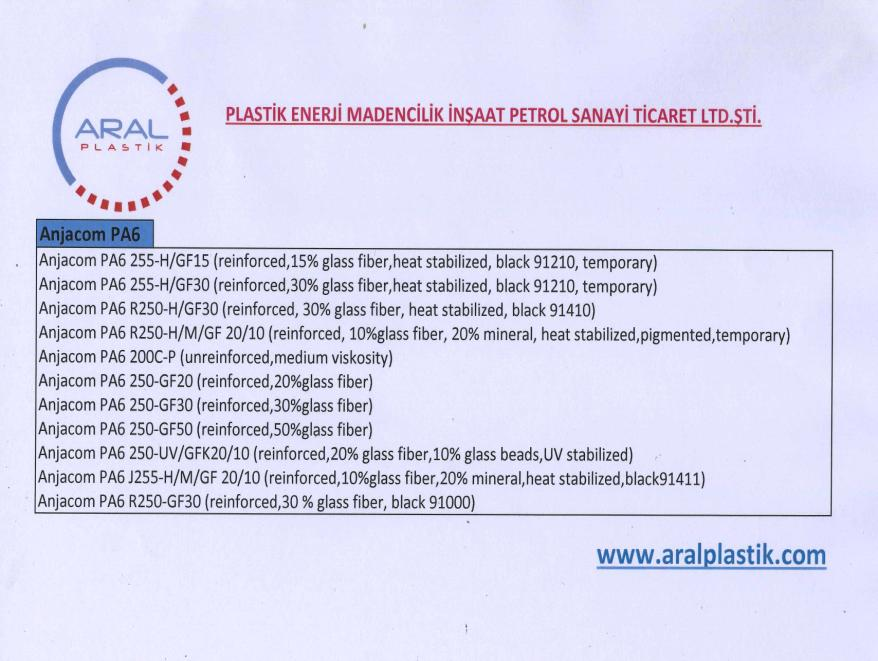 ARAL
PLASTİK
PLASTİK ENERJİ MADENCİLİK İNŞAAT PETROL SANAYİ TİCARET LTD.ŞTİ.
Anjacom PA6
Anjacom PA6 255-H/GF15 (reinforced,15% glass fiber,heat stabilized, black 91210, temporary)
Anjacom PA6 255-H/GF30 (reinforced,30% glass fiber,heat stabilized, black 91210, temporary)
Anjacom PA6 R250-H/GF30 (reinforced, 30% glass fiber, heat stabilized, black 91410)
Anjacom PA6 R250-H/M/GF 20/10 (reinforced, 10%glass fiber, 20% mineral, heat stabilized,pigmented,temporary)
Anjacom PA6 200C-P (unreinforced,medium viskosity)
Anjacom PA6 250-GF20 (reinforced,20%glass fiber)
Anjacom PA6 250-GF30 (reinforced,30%glass fiber)
Anjacom PA6 250-GF50 (reinforced,50%glass fiber)
Anjacom PA6 250-UV/GFK20/10 (reinforced,20% glass fiber,10% glass beads,UV stabilized)
Anjacom PA6 J255-H/M/GF 20/10 (reinforced,10%glass fiber,20% mineral,heat stabilized,black91411)
Anjacom PA6 R250-GF30 (reinforced,30 % glass fiber, black 91000)
www.aralplastik.com